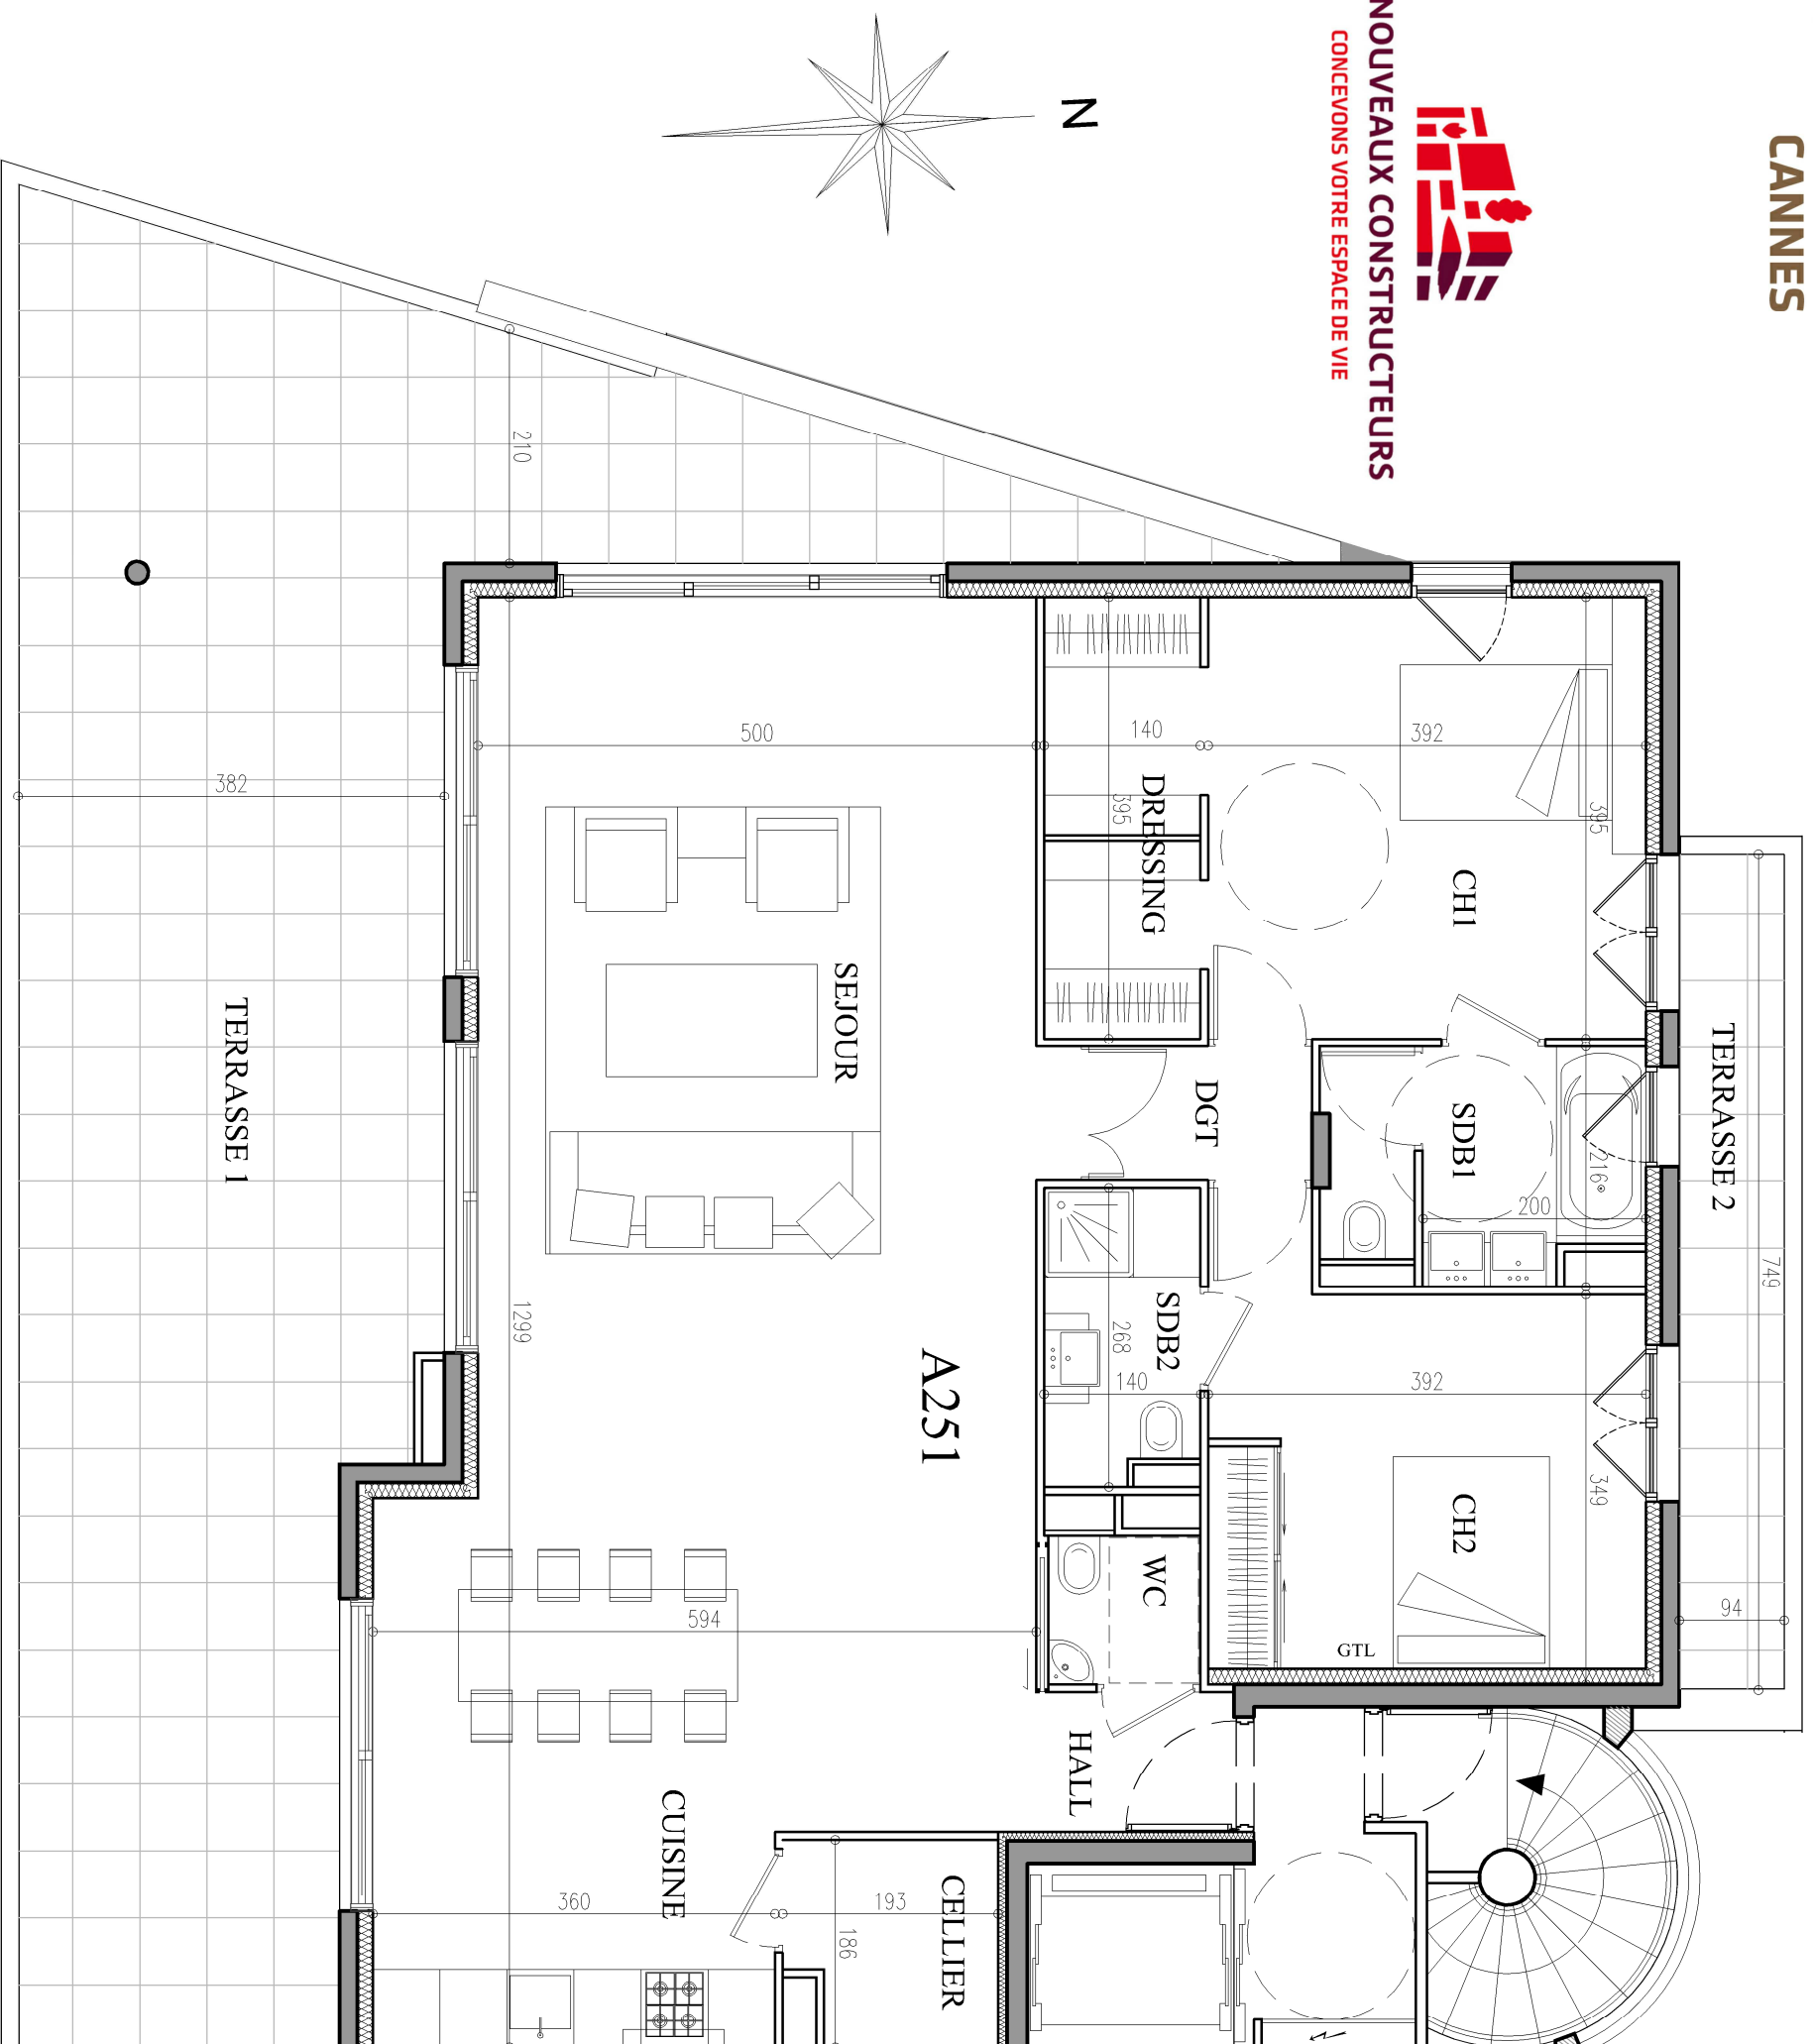 CANNES
NOUVEAUX CONSTRUCTEURS
CONCEVONS VOTRE ESPACE DE VIE
N
210
500
140
392
382
395
395
DRESSING
CH1
SEJOUR
TERRASSE 1
TERRASSE 2
DGT
SDB1
216
200
749
1299
SDB2
268
A251
140
392
349
CH2
WC
594
94
GTL
HALL
CUISINE
CELLIER
360
8
193
186